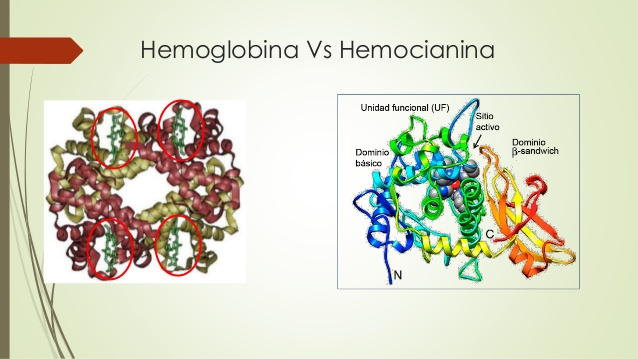 Hemoglobina Vs Hemocianina
Unidad funcional (UF)
Sitio
activo
Dominio
básico
Dominio
β-sandwich
C
N